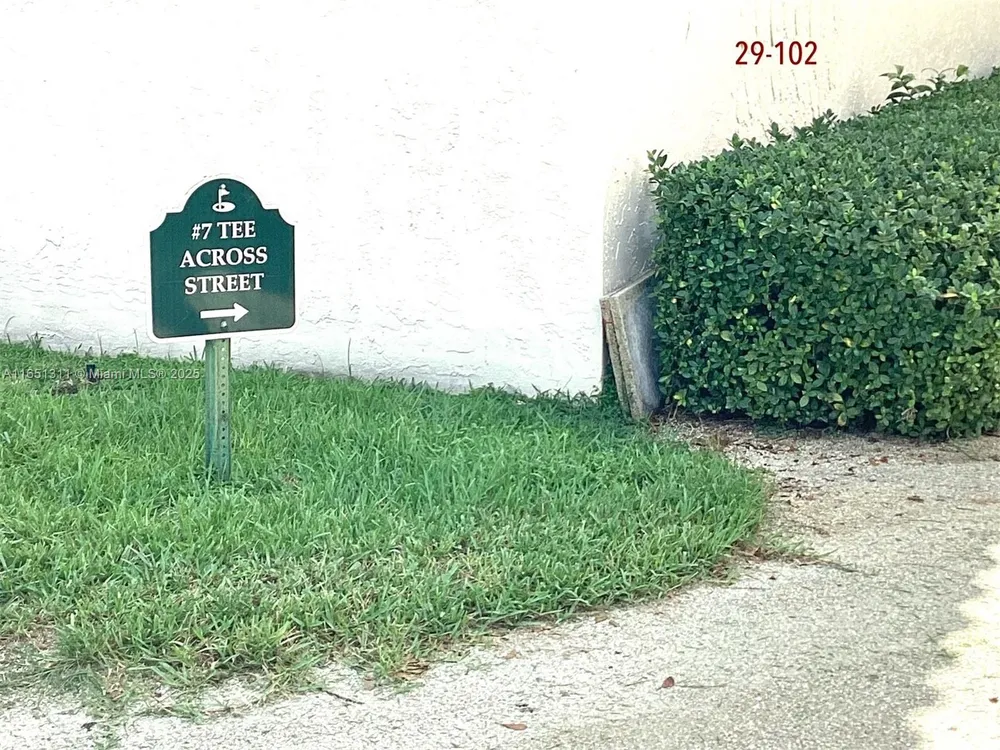 29-102
#7 TEE
ACROSS
STREET
A11651311 © Miami MLS® 2025